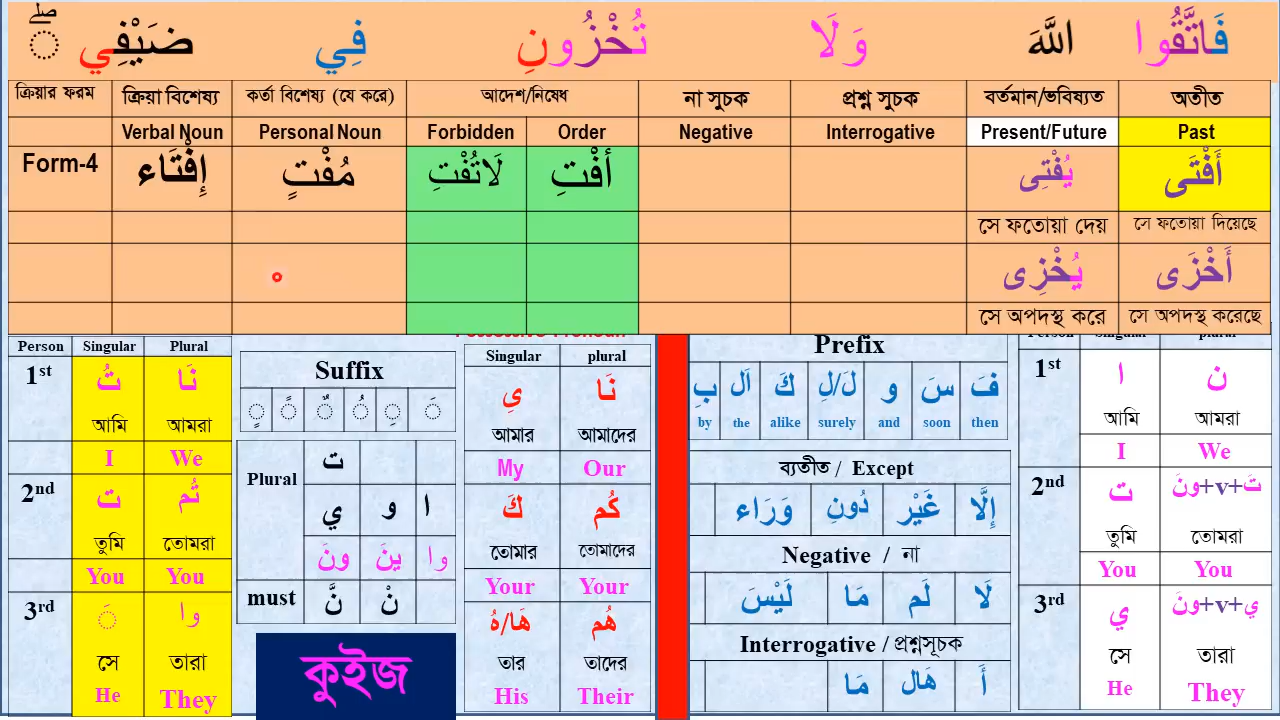 فَاتَّقُوا اللَّهَ وَلَا تُخْزُونِ فِي ضَيْفِي ۖ
ক্রিয়ার ফরম ক্রিয়া বিশেষ্য কর্তা বিশেষ্য (যে করে) আদেশ/নিষেধ না সুচক প্রশ্ন সুচক বর্তমান/ভবিষ্যত অতীত
Verbal Noun Personal Noun Forbidden Order Negative Interrogative Present/Future Past
Form-4 إِفْتَاء مُفْتٍ لَاتُفْتِ أَفْتِ يُفْتِى أَفْتَى
সে ফতোয়া দেয় সে ফতোয়া দিয়েছে
يُخْزِى أَخْزَى
সে অপদস্থ করে সে অপদস্থ করেছে
Person Singular Plural
1st تُ نَا
আমি আমরা
I We
2nd ت تُم
তুমি তোমরা
You You
3rd َ وا
সে তারা
He They
Suffix
ٍ ً ٌ ُ ِ َ
Plural ت
ي و ا
ونَ ينَ وا
must نَّ نْ
কুইজ
Singular plural
يِ نَا
আমার আমাদের
My Our
كَ كُم
তোমার তোমাদের
Your Your
هَا/هُ هُم
তার তাদের
His Their
Prefix
بِ اَل كَ لَ/لِ و سَ فَ
by the alike surely and soon then
ব্যতীত / Except
وَرَاء دُونِ غَيْر إِلَّا
Negative / না
لَيْسَ مَا لَم لَا
Interrogative / প্রশ্নসূচক
مَا هَال أَ
1st ا ن
আমি আমরা
I We
2nd ت تَ+v+ونَ
তুমি তোমরা
You You
3rd ي ي+v+ونَ
সে তারা
He They